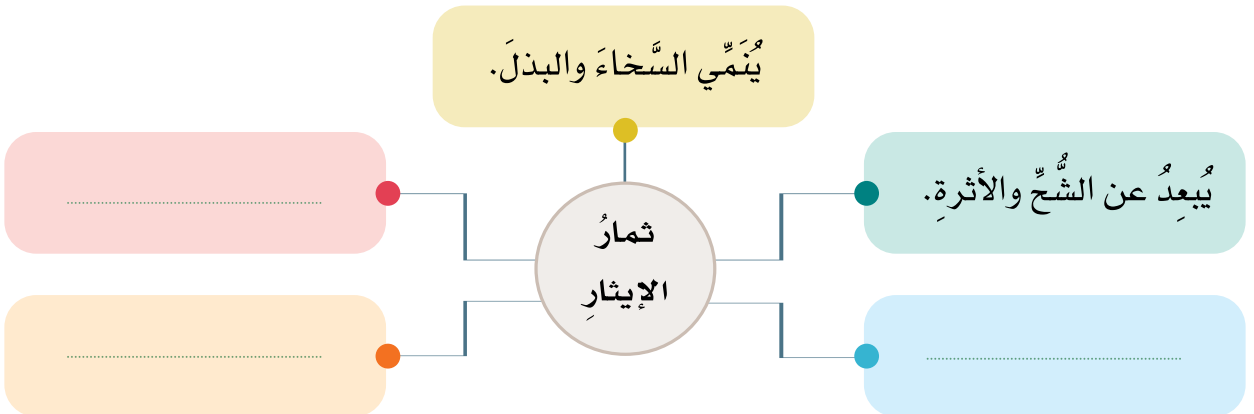 يُنَمِّي السَّخاءَ والبذلَ.
يُبعِدُ عن الشُّحِّ والأثرةِ.
ثمارُ
الإيثارِ